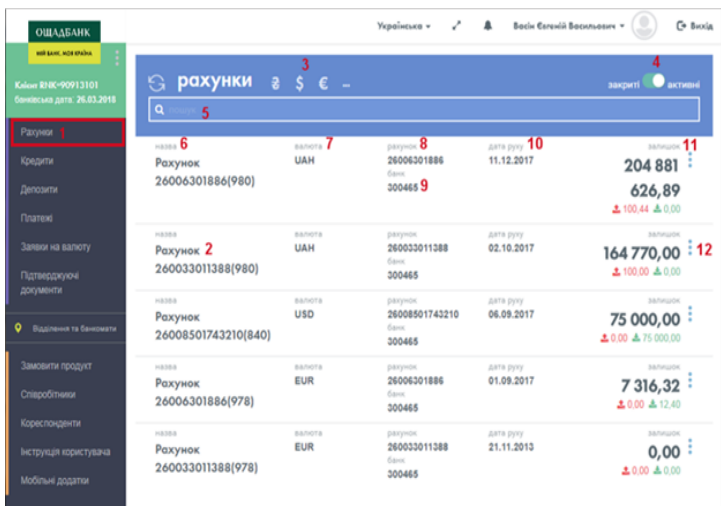 ОЩАДБАНК
МІЙ БАНК. МОЯ КРАЇНА
Клієнт RNK-90913101
банківська дата: 26.03.2018
Українська
Васін Євгеній Васильович
Вихід
Рахунки 1
Кредити
Депозити
Платежі
Заявки на валюту
Підтверджуючі
документи
Відділення та банкомати
Замовити продукт
Співробітники
Кореспонденти
Інструкція користувача
Мобільні додатки
3
4
рахунки ₴ $ € ...
закриті активні
пошук 5
назва 6 валюта 7 рахунок 8 дата руху 10 залишок 11
Рахунок UAH 26006301886 11.12.2017 204 881
26006301886(980) банк 626,89
300465 9
100,44 0,00
назва валюта рахунок дата руху залишок
Рахунок 2 UAH 260033011388 02.10.2017 164 770,00 12
260033011388(980) банк
300465 100,00 0,00
назва валюта рахунок дата руху залишок
Рахунок USD 26008501743210 06.09.2017 75 000,00
26008501743210(840) банк
300465 0,00 75 000,00
назва валюта рахунок дата руху залишок
Рахунок EUR 26006301886 01.09.2017 7 316,32
26006301886(978) банк
300465 0,00 12,40
назва валюта рахунок дата руху залишок
Рахунок EUR 260033011388 21.11.2013 0,00
260033011388(978) банк
300465 0,00 0,00